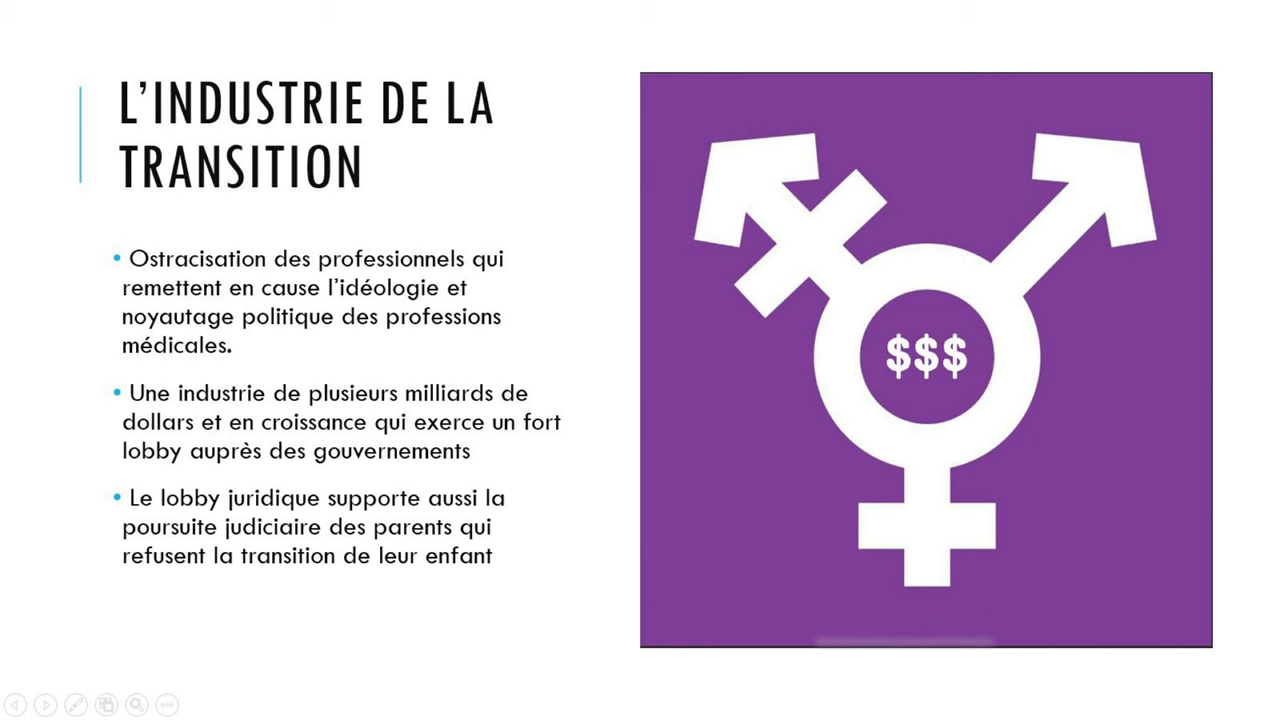 L'INDUSTRIE DE LA
TRANSITION
• Ostracisation des professionnels qui
remettent en cause l'idéologie et
noyautage politique des professions
médicales.
• Une industrie de plusieurs milliards de
dollars et en croissance qui exerce un fort
lobby auprès des gouvernements
• Le lobby juridique supporte aussi la
poursuite judiciaire des parents qui
refusent la transition de leur enfant
$$$